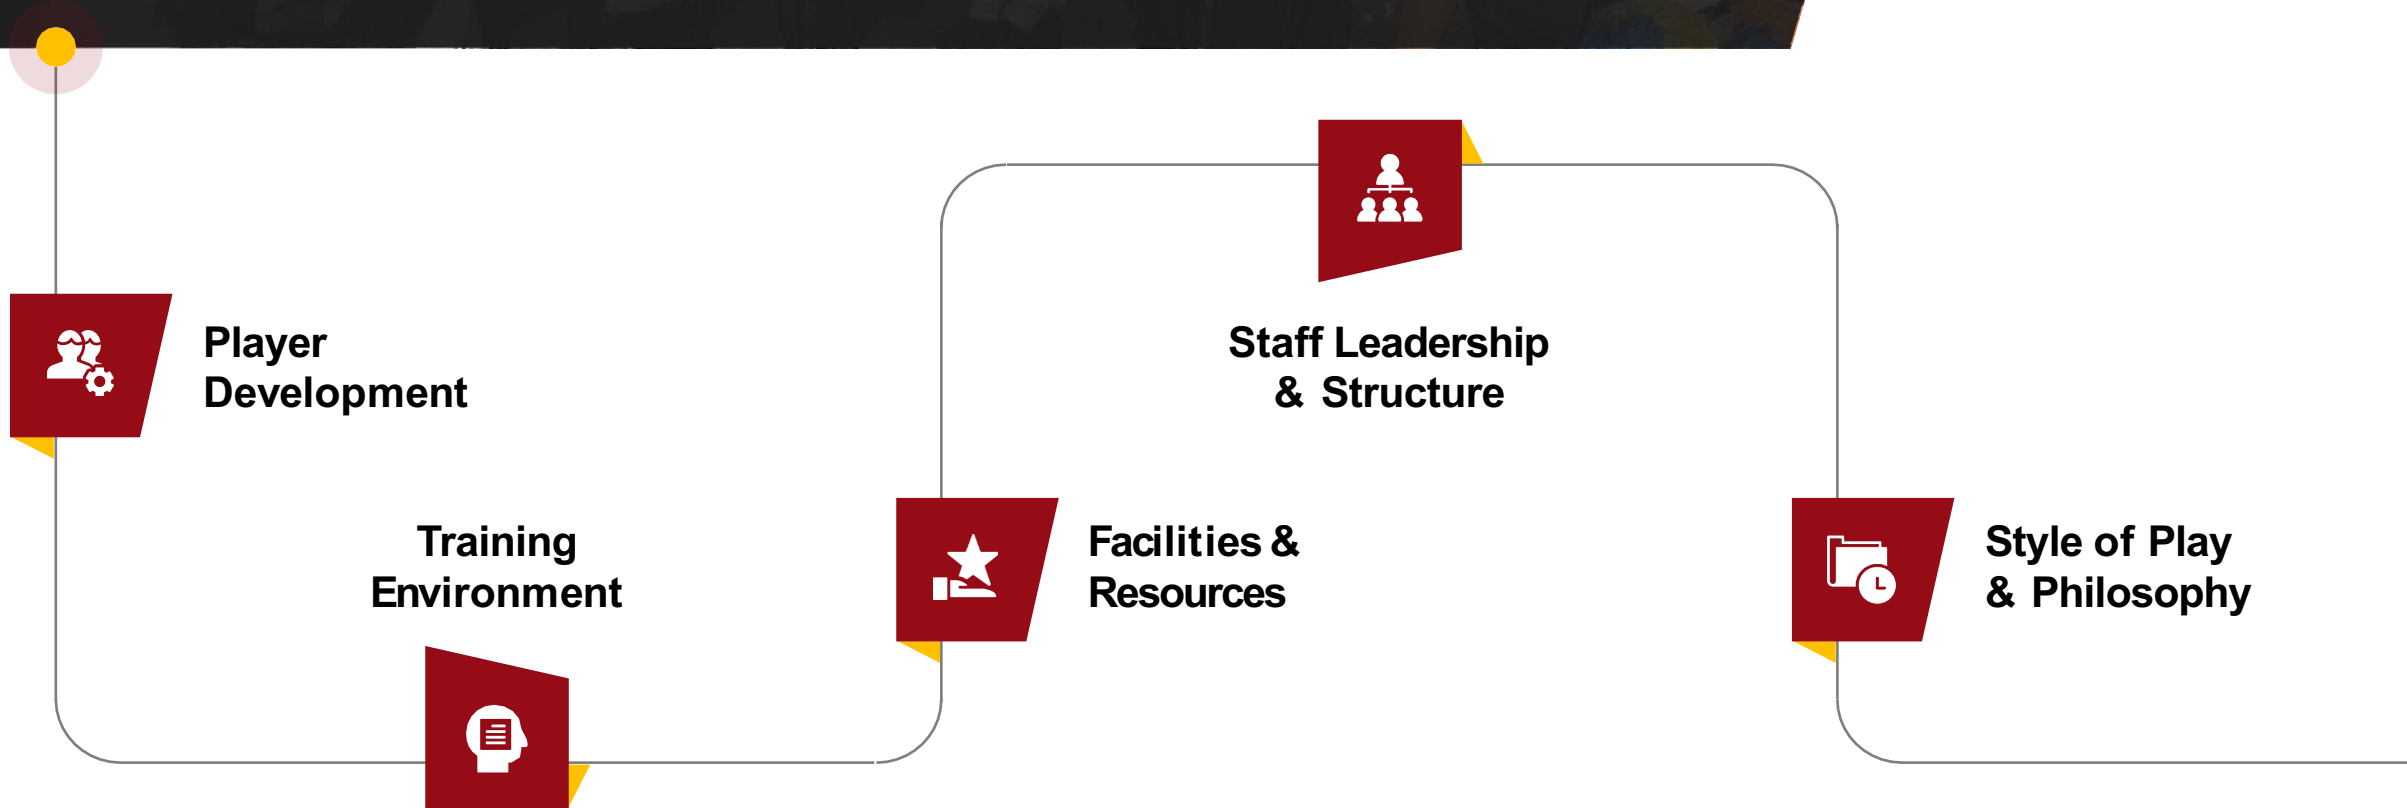 Player
Development
Training
Environment
Facilities &
Resources
Staff Leadership
& Structure
Style of Play
& Philosophy